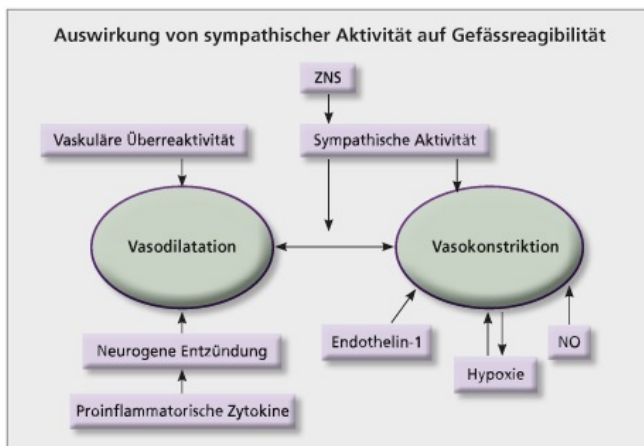 Auswirkung von sympathischer Aktivität auf Gefässreagibilität
ZNS
Vaskuläre Überreaktivität
Sympathische Aktivität
Vasodilatation
Vasokonstriktion
Neurogene Entzündung
Endothelin-1
NO
Hypoxie
Proinflammatorische Zytokine